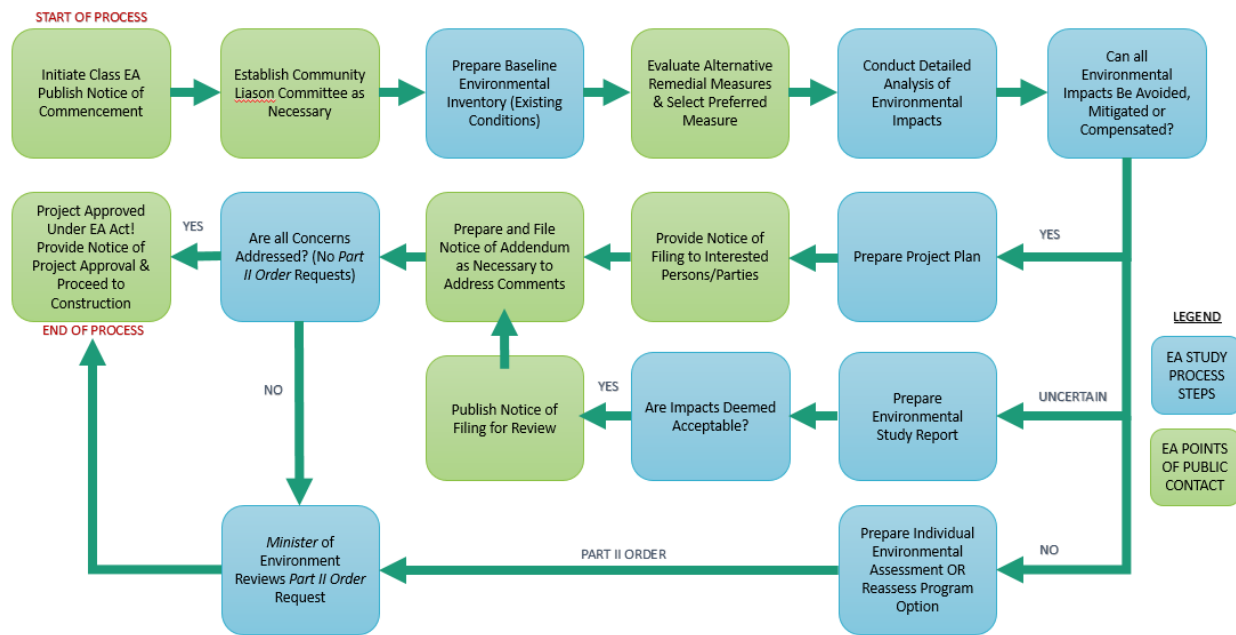 START OF PROCESS
Initiate Class EA
Publish Notice of
Commencement
Establish Community
Liason Committee as
Necessary
Prepare Baseline
Environmental
Inventory (Existing
Conditions)
Evaluate Alternative
Remedial Measures
& Select Preferred
Measure
Conduct Detailed
Analysis of
Environmental
Impacts
Can all
Environmental
Impacts Be Avoided,
Mitigated or
Compensated?
Project Approved
Under EA Act!
Provide Notice of
Project Approval &
Proceed to
Construction
END OF PROCESS
YES
Are all Concerns
Addressed? (No Part
II Order Requests)
Prepare and File
Notice of Addendum
as Necessary to
Address Comments
Provide Notice of
Filing to Interested
Persons/Parties
Prepare Project Plan
YES
NO
Publish Notice of
Filing for Review
YES
Are Impacts Deemed
Acceptable?
Prepare
Environmental
Study Report
UNCERTAIN
LEGEND
EA STUDY
PROCESS
STEPS
EA POINTS
OF PUBLIC
CONTACT
Minister of
Environment
Reviews Part II Order
Request
PART II ORDER
Prepare Individual
Environmental
Assessment OR
Reassess Program
Option
NO